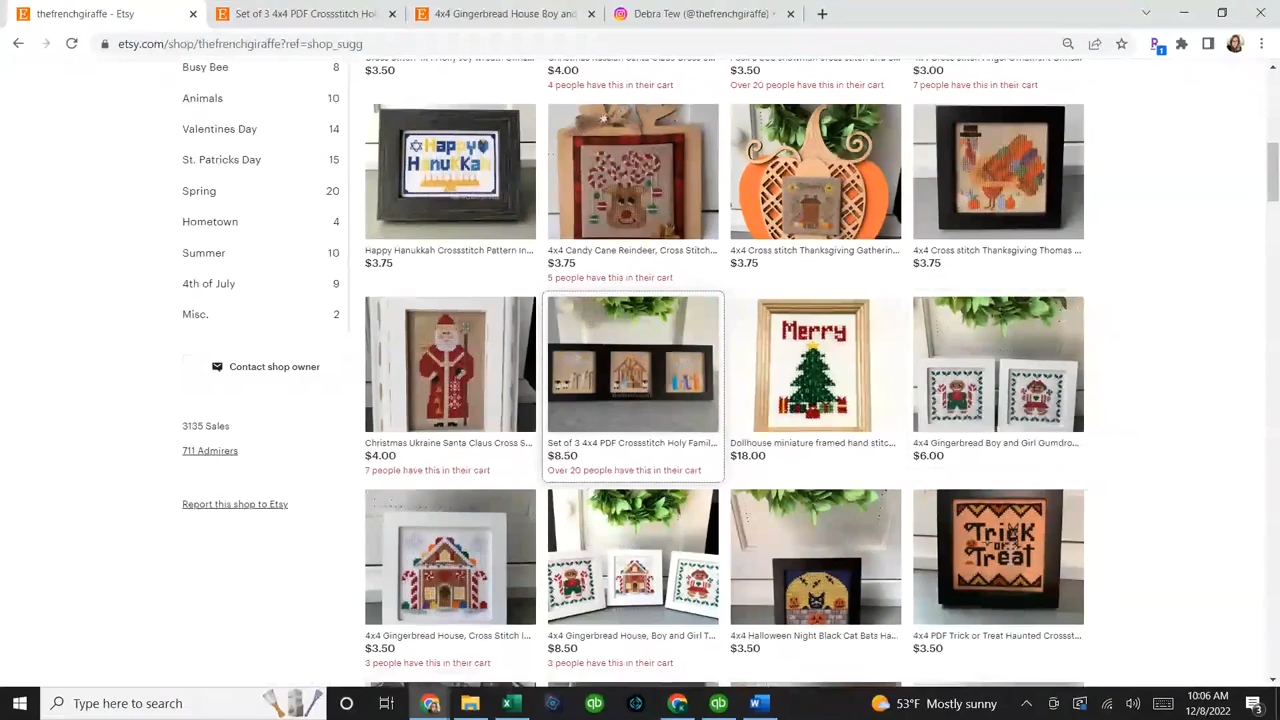 thefrenchgiraffe - Etsy
Set of 3 4x4 PDF Crossstitch Hol
4x4 Gingerbread House Boy and
Debra Tew (@thefrenchgiraffe) •
etsy.com/shop/thefrenchgiraffe?ref=shop_sugg
1
Busy Bee 8
$3.50
$4.00
4 people have this in their cart
$3.50
Over 20 people have this in their cart
$3.00
7 people have this in their cart
Animals 10
Valentines Day 14
St. Patricks Day 15
Spring 20
Hometown 4
Summer 10
4th of July 9
Misc. 2
Happy
Hanukkah
Happy Hanukkah Crossstitch Pattern In...
$3.75
4x4 Candy Cane Reindeer, Cross Stitch...
$3.75
5 people have this in their cart
4x4 Cross stitch Thanksgiving Gatherin...
$3.75
4x4 Cross stitch Thanksgiving Thomas ...
$3.75
Contact shop owner
3135 Sales
711 Admirers
Report this shop to Etsy
Merry
Christmas Ukraine Santa Claus Cross S...
$4.00
7 people have this in their cart
Set of 3 4x4 PDF Crossstitch Holy Famil...
$8.50
Over 20 people have this in their cart
Dollhouse miniature framed hand stitc...
$18.00
4x4 Gingerbread Boy and Girl Gumdro...
$6.00
Trick
or
Treat
4x4 Gingerbread House, Cross Stitch I...
$3.50
3 people have this in their cart
4x4 Gingerbread House, Boy and Girl T...
$8.50
3 people have this in their cart
4x4 Halloween Night Black Cat Bats Ha...
$3.50
4x4 PDF Trick or Treat Haunted Crossst...
$3.50
Type here to search
53°F Mostly sunny
10:06 AM
12/8/2022
3